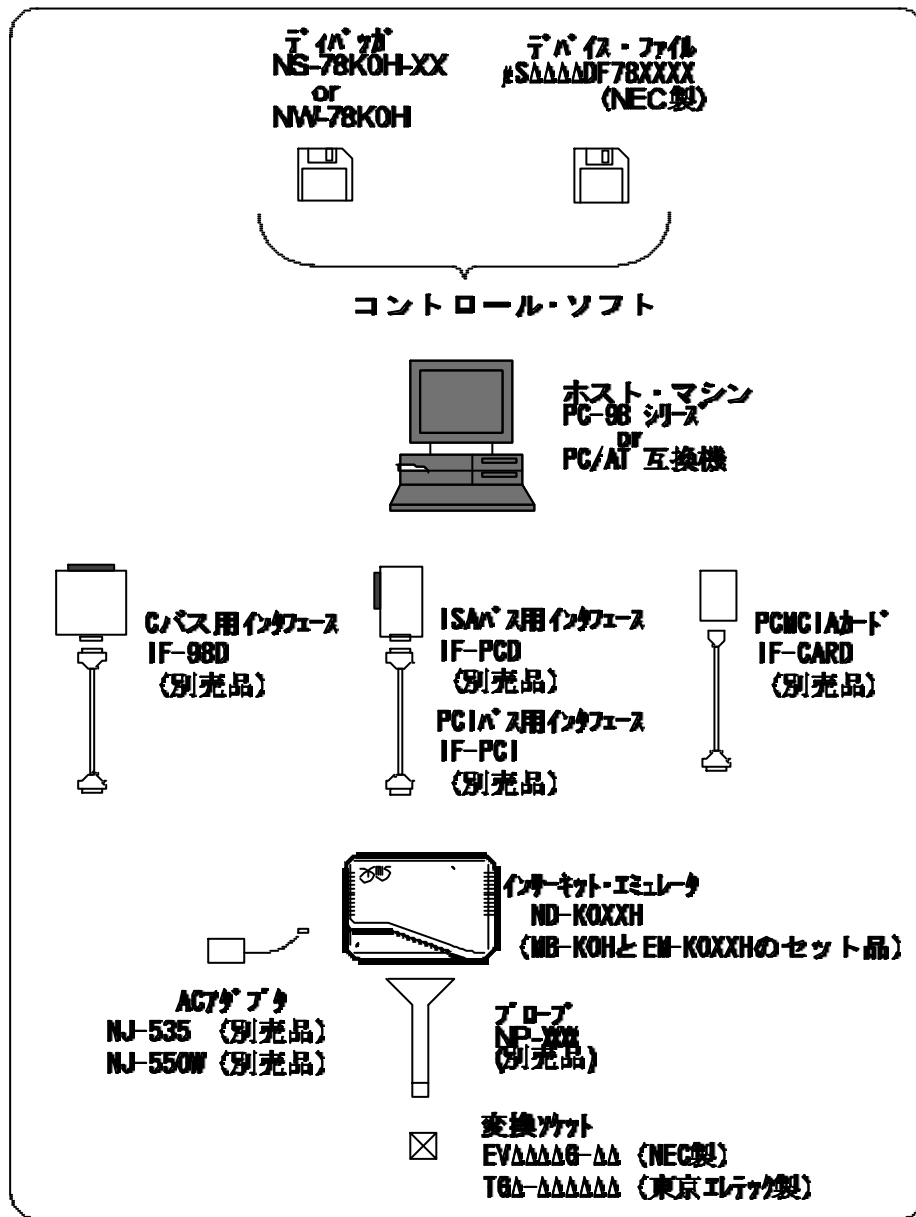 ﾃﾞｨﾊﾞｯｶﾞ
NS-78K0H-XX
or
NW-78K0H
ﾃﾞﾊﾞｲｽ・ﾌｧｲﾙ
μSΔΔΔΔDF78XXXX
(NEC製)
コントロール・ソフト
ホスト・マシン
PC-98 ｼﾘｰｽﾞ
or
PC/AT 互換機
Cバス用ｲﾝﾀﾌｪｰｽ
IF-98D
(別売品)
ISAﾊﾞｽ用ｲﾝﾀﾌｪｰｽ
IF-PCD
(別売品)
PCIﾊﾞｽ用ｲﾝﾀﾌｪｰｽ
IF-PCI
(別売品)
PCMCIAｶｰﾄﾞ
IF-CARD
(別売品)
ｲﾝｻｰｷｯﾄ・ｴﾐｭﾚｰﾀ
ND-K0XXH
(MB-K0HとEM-K0XXHのセット品)
ACｱﾀﾞﾌﾟﾀ
NJ-535 (別売品)
NJ-550W (別売品)
ﾌﾟﾛｰﾌﾞ
NP-XXX
(別売品)
変換ｿｹｯﾄ
EVΔΔΔΔG-ΔΔ (NEC製)
TGΔ-ΔΔΔΔΔΔ (東京ｴﾚﾃｯｸ製)